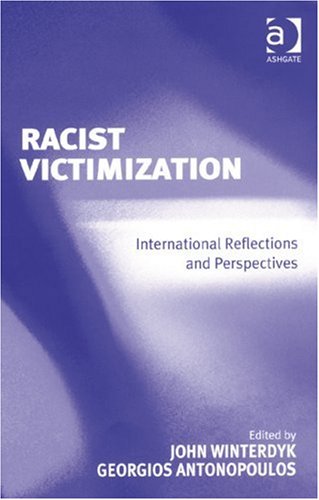 a
ASHGATE
RACIST
VICTIMIZATION
International Reflections
and Perspectives
Edited by
JOHN WINTERDYK
GEORGIOS ANTONOPOULOS